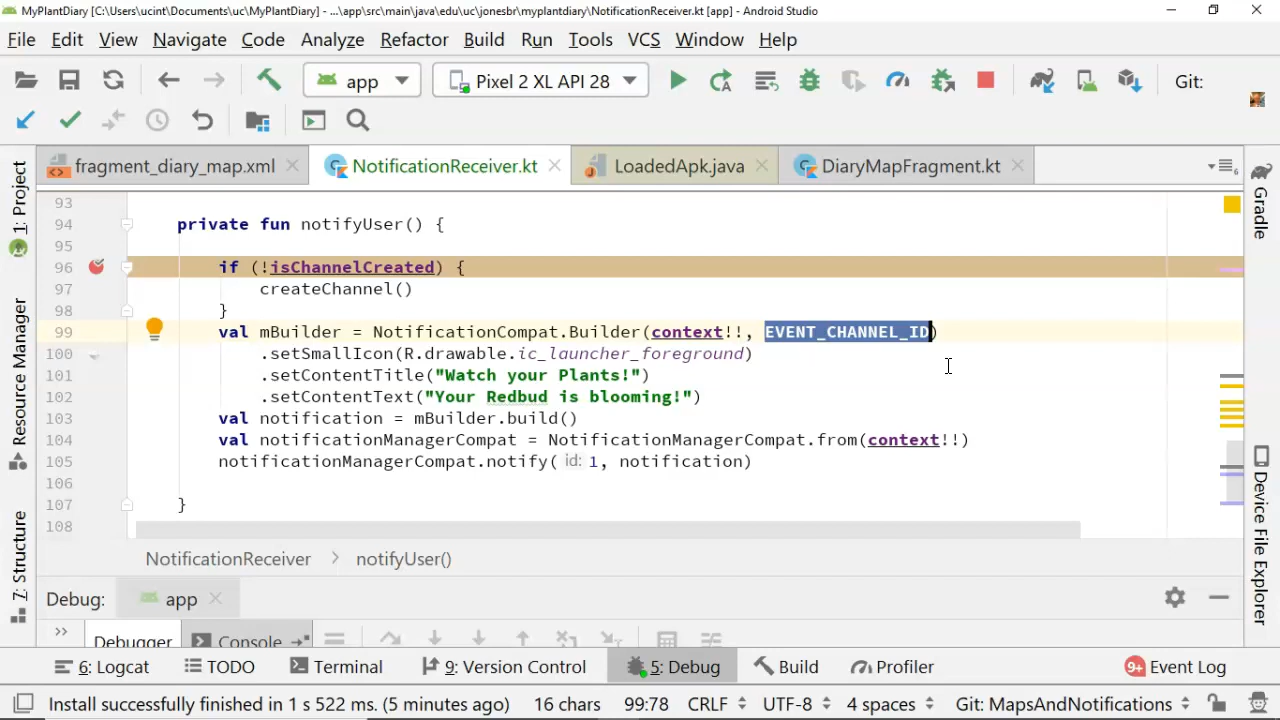 MyPlantDiary [C:\Users\ucint\Documents\uc\MyPlantDiary] - ...\app\src\main\java\edu\uc\jonesbr\myplantdiary\NotificationReceiver.kt [app] - Android Studio
File Edit View Navigate Code Analyze Refactor Build Run Tools VCS Window Help
app Pixel 2 XL API 28 Git:
fragment_diary_map.xml NotificationReceiver.kt LoadedApk.java DiaryMapFragment.kt
1: Project
Resource Manager
7: Structure
Gradle
Device File Explorer
93
94 private fun notifyUser() {
95
96 if (!isChannelCreated) {
97 createChannel()
98 }
99 val mBuilder = NotificationCompat.Builder(context!!, EVENT_CHANNEL_ID)
100 .setSmallIcon(R.drawable.ic_launcher_foreground)
101 .setContentTitle("Watch your Plants!")
102 .setContentText("Your Redbud is blooming!")
103 val notification = mBuilder.build()
104 val notificationManagerCompat = NotificationManagerCompat.from(context!!)
105 notificationManagerCompat.notify( id: 1, notification)
106
107 }
108
NotificationReceiver > notifyUser()
Debug: app
>> Debugger Console
6: Logcat TODO Terminal 9: Version Control 5: Debug Build Profiler 9+ Event Log
Install successfully finished in 1 s 522 ms. (5 minutes ago) 16 chars 99:78 CRLF UTF-8 4 spaces Git: MapsAndNotifications